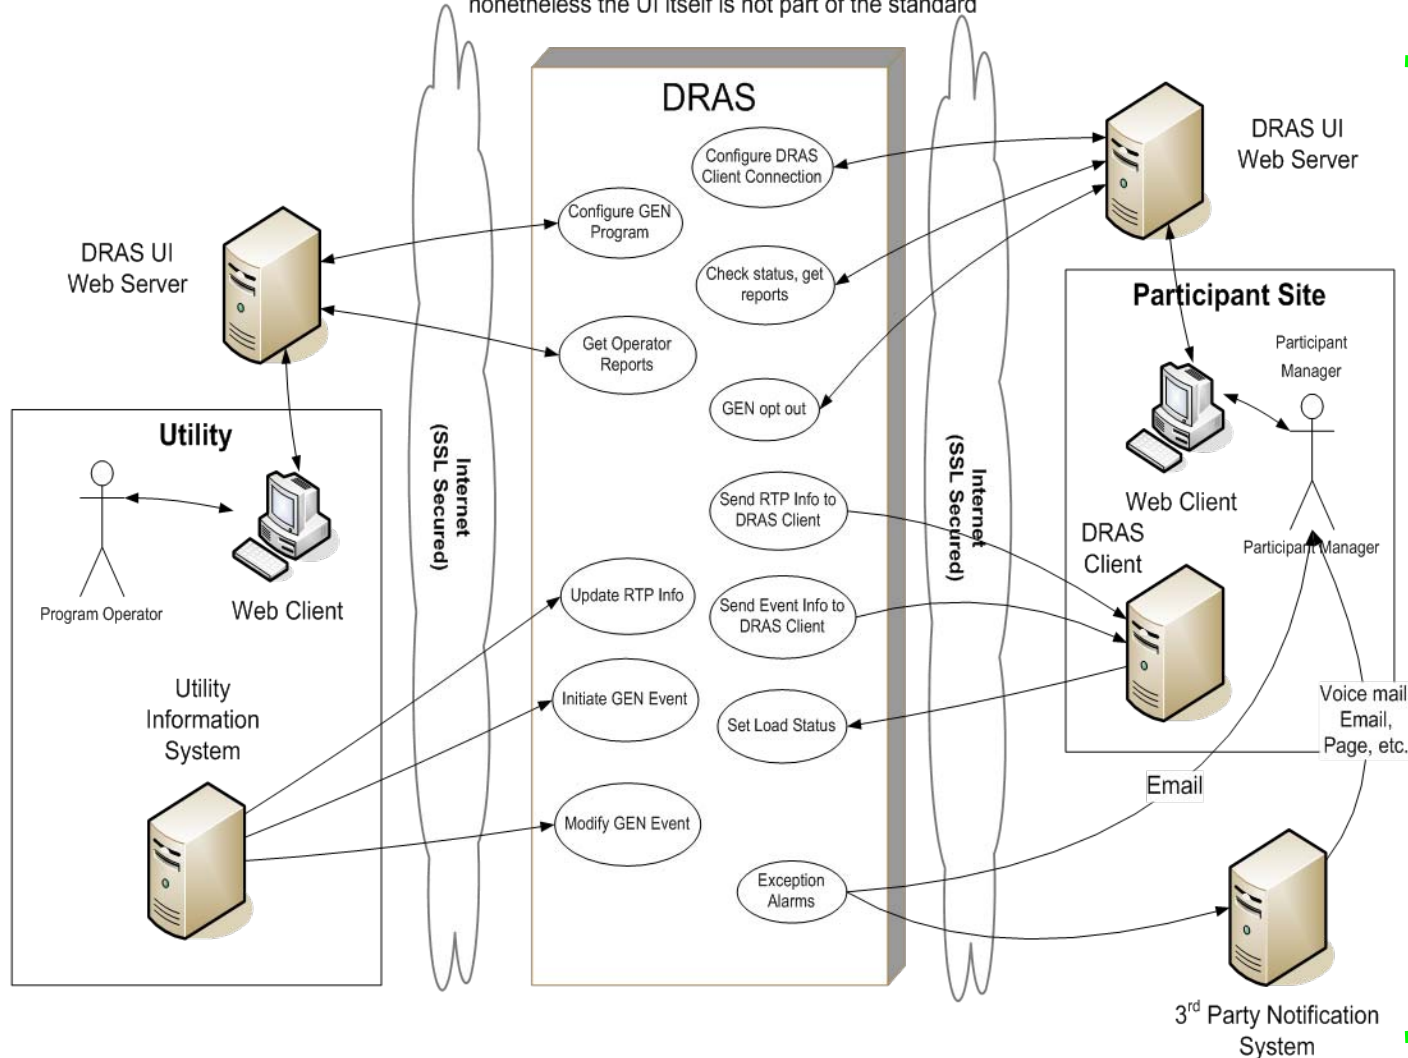 nonetheless the UI itself is not part of the standard
DRAS
Configure DRAS
Client Connection
DRAS UI
Web Server
Configure GEN
Program
DRAS UI
Web Server
Check status, get
reports
Participant Site
Participant
Manager
Get Operator
Reports
GEN opt out
Utility
Internet
(SSL Secured)
Internet
(SSL Secured)
Web Client
Send RTP Info to
DRAS Client
DRAS
Client
Participant Manager
Program Operator
Web Client
Update RTP Info
Send Event Info to
DRAS Client
Utility
Information
System
Initiate GEN Event
Set Load Status
Voice mail
Email,
Page, etc.
Email
Modify GEN Event
Exception
Alarms
3rd Party Notification
System